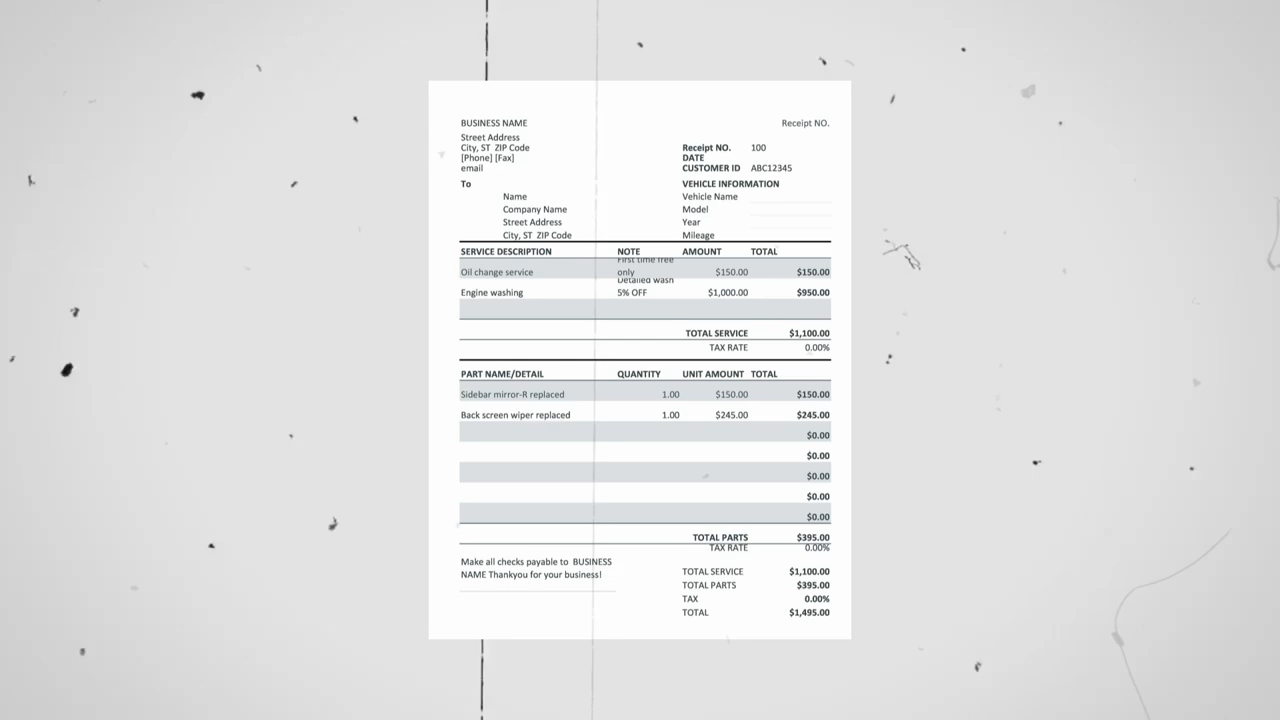 BUSINESS NAME Receipt NO.
Street Address
City, ST ZIP Code Receipt NO. 100
[Phone] [Fax] DATE
email CUSTOMER ID ABC12345
To VEHICLE INFORMATION
Name Vehicle Name
Company Name Model
Street Address Year
City, ST ZIP Code Mileage
SERVICE DESCRIPTION NOTE AMOUNT TOTAL
First time free
Oil change service only $150.00 $150.00
Detailed wash
Engine washing 5% OFF $1,000.00 $950.00
TOTAL SERVICE $1,100.00
TAX RATE 0.00%
PART NAME/DETAIL QUANTITY UNIT AMOUNT TOTAL
Sidebar mirror-R replaced 1.00 $150.00 $150.00
Back screen wiper replaced 1.00 $245.00 $245.00
$0.00
$0.00
$0.00
$0.00
$0.00
TOTAL PARTS $395.00
TAX RATE 0.00%
Make all checks payable to BUSINESS
NAME Thankyou for your business!
TOTAL SERVICE $1,100.00
TOTAL PARTS $395.00
TAX 0.00%
TOTAL $1,495.00